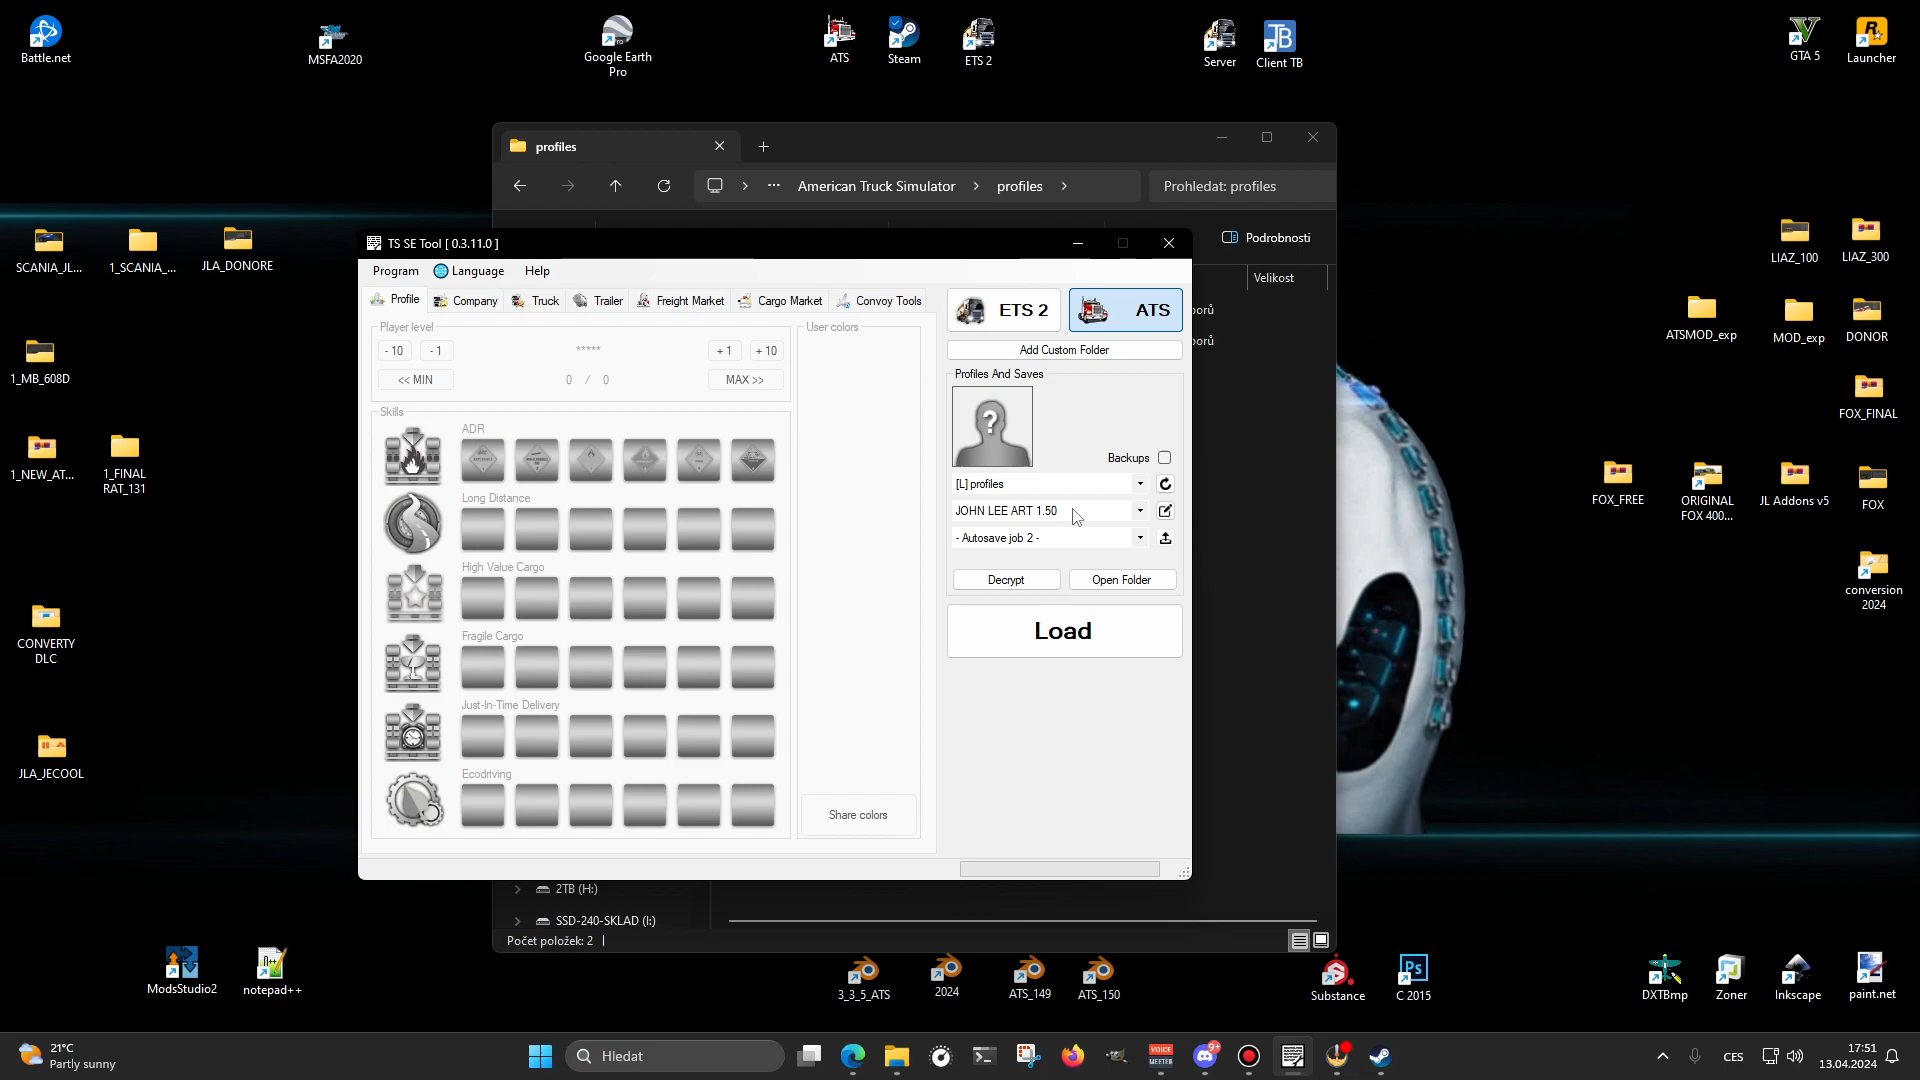 Battle.net
MSFA2020
Google Earth
Pro
ATS
Steam
ETS 2
Server
Client TB
GTA 5
Launcher
profiles
American Truck Simulator
profiles
Prohledat: profiles
Podrobnosti
Velikost
borů
borů
SCANIA_JL...
1_SCANIA_...
JLA_DONORE
1_MB_608D
1_NEW_AT...
1_FINAL
RAT_131
CONVERTY
DLC
JLA_JECOOL
TS SE Tool [ 0.3.11.0 ]
Program
Language
Help
Profile
Company
Truck
Trailer
Freight Market
Cargo Market
Convoy Tools
Player level
- 10
- 1
*****
+ 1
+ 10
<< MIN
0 / 0
MAX >>
User colors
Skills
ADR
Long Distance
High Value Cargo
Fragile Cargo
Just-In-Time Delivery
Ecodriving
Share colors
ETS 2
ATS
Add Custom Folder
Profiles And Saves
?
Backups
[L] profiles
JOHN LEE ART 1.50
- Autosave job 2 -
Decrypt
Open Folder
Load
2TB (H:)
SSD-240-SKLAD (I:)
Počet položek: 2
LIAZ_100
LIAZ_300
ATSMOD_exp
MOD_exp
DONOR
FOX_FINAL
FOX_FREE
ORIGINAL
FOX 400...
JL Addons v5
FOX
conversion
2024
ModsStudio2
notepad++
3_3_5_ATS
2024
ATS_149
ATS_150
Substance
C 2015
DXTBmp
Zoner
Inkscape
paint.net
21°C
Partly sunny
Hledat
VOICE
MEETER
9+
CES
17:51
13.04.2024